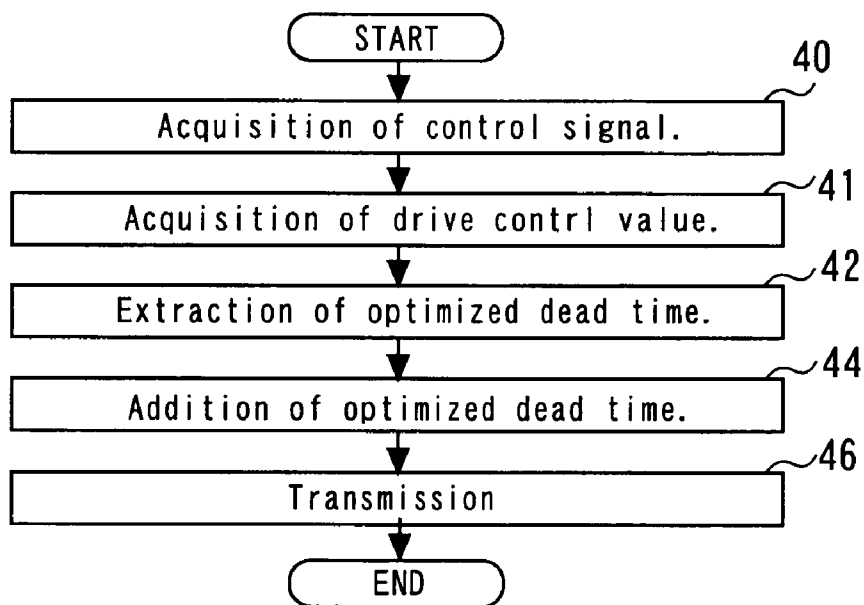 START
40
Acquisition of control signal.
41
Acquisition of drive contrl value.
42
Extraction of optimized dead time.
44
Addition of optimized dead time.
46
Transmission
END